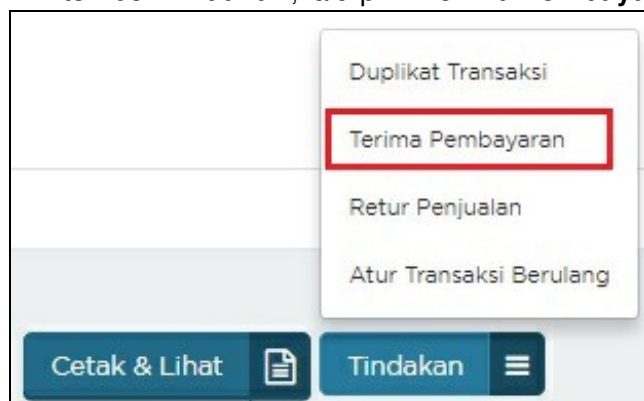 Duplikat Transaksi
Terima Pembayaran
Retur Penjualan
Atur Transaksi Berulang
Cetak & Lihat
Tindakan